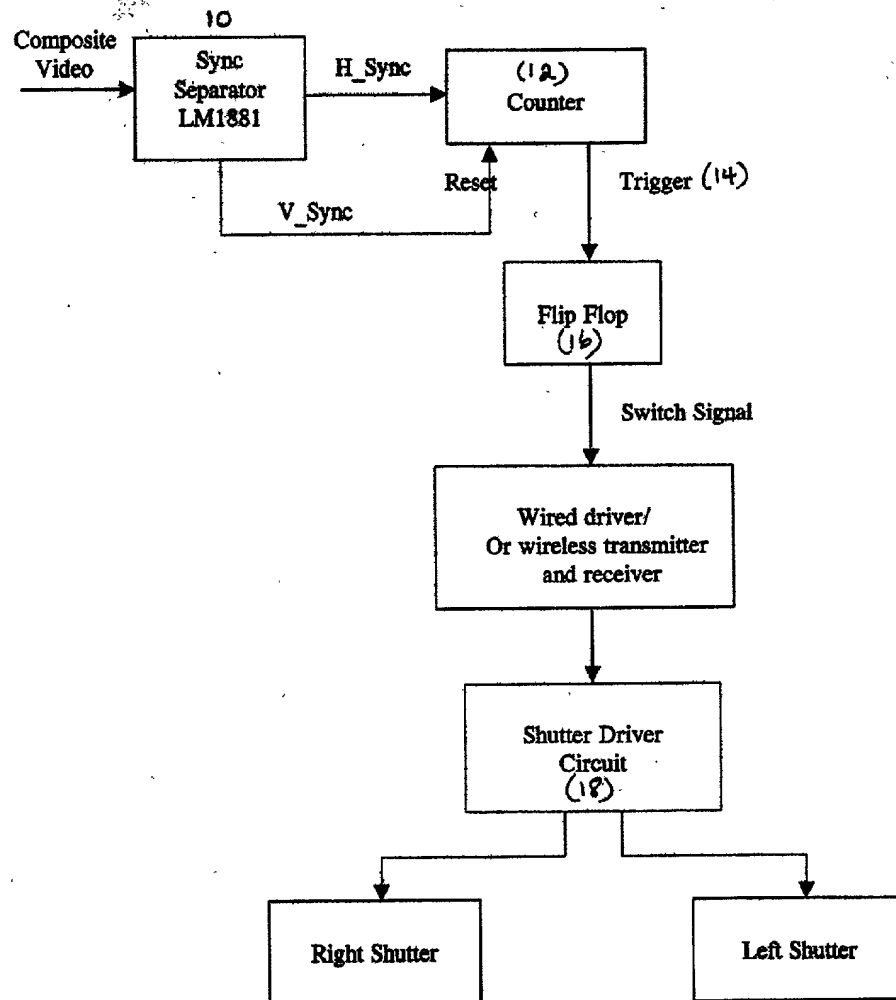 10
Composite
Video
Sync
Separator
LM1881
H_Sync
(12)
Counter
Reset
V_Sync
Trigger (14)
Flip Flop
(16)
Switch Signal
Wired driver/
Or wireless transmitter
and receiver
Shutter Driver
Circuit
(18)
Right Shutter
Left Shutter